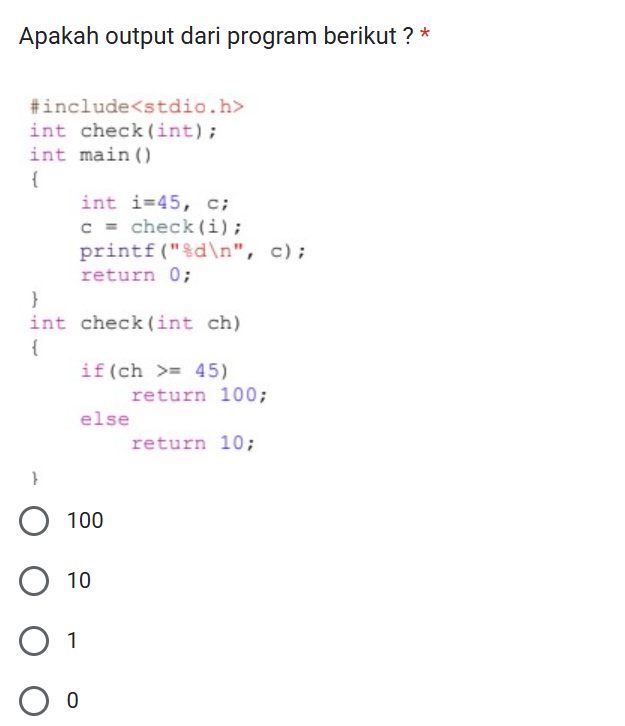 Apakah output dari program berikut ? *
#include<stdio.h>
int check(int);
int main()
{
    int i=45, c;
    c = check(i);
    printf("%d\n", c);
    return 0;
}
int check(int ch)
{
    if(ch >= 45)
        return 100;
    else
        return 10;
}
100
10
1
0